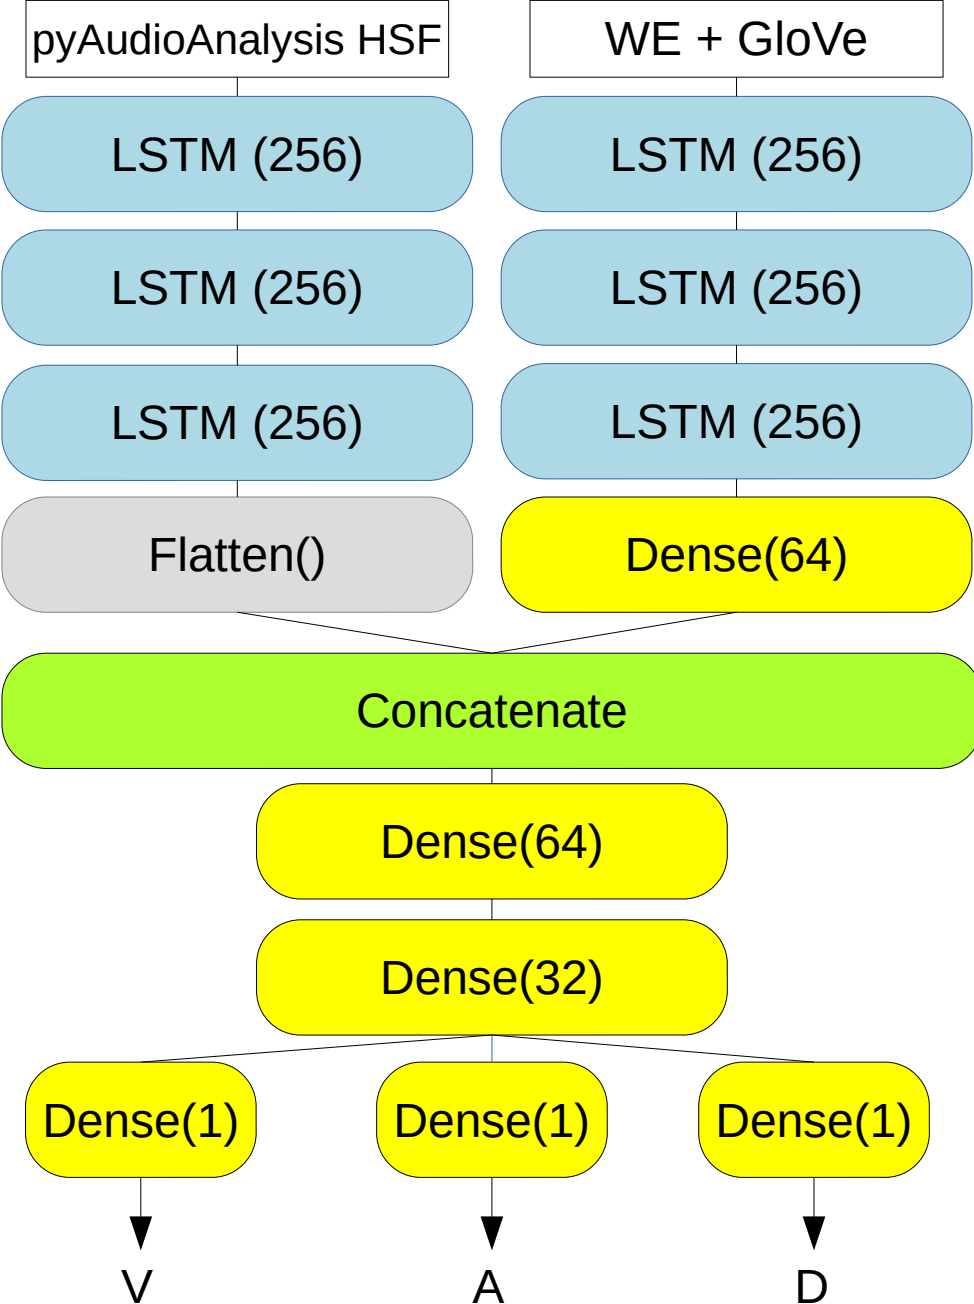 pyAudioAnalysis HSF
WE + GloVe
LSTM (256)
LSTM (256)
LSTM (256)
LSTM (256)
LSTM (256)
LSTM (256)
Flatten()
Dense(64)
Concatenate
Dense(64)
Dense(32)
Dense(1)
Dense(1)
Dense(1)
V
A
D